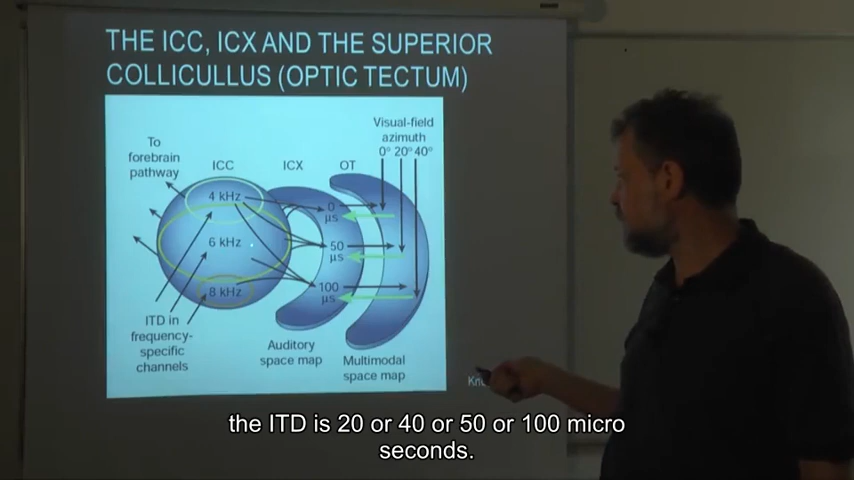 THE ICC, ICX AND THE SUPERIOR
COLLICULLUS (OPTIC TECTUM)
Visual-field
azimuth
0° 20° 40°
To
forebrain
pathway
ICC
ICX
OT
4 kHz
6 kHz
8 kHz
0
µs
50
µs
100
µs
ITD in
frequency-
specific
channels
Auditory
space map
Multimodal
space map
the ITD is 20 or 40 or 50 or 100 micro
seconds.